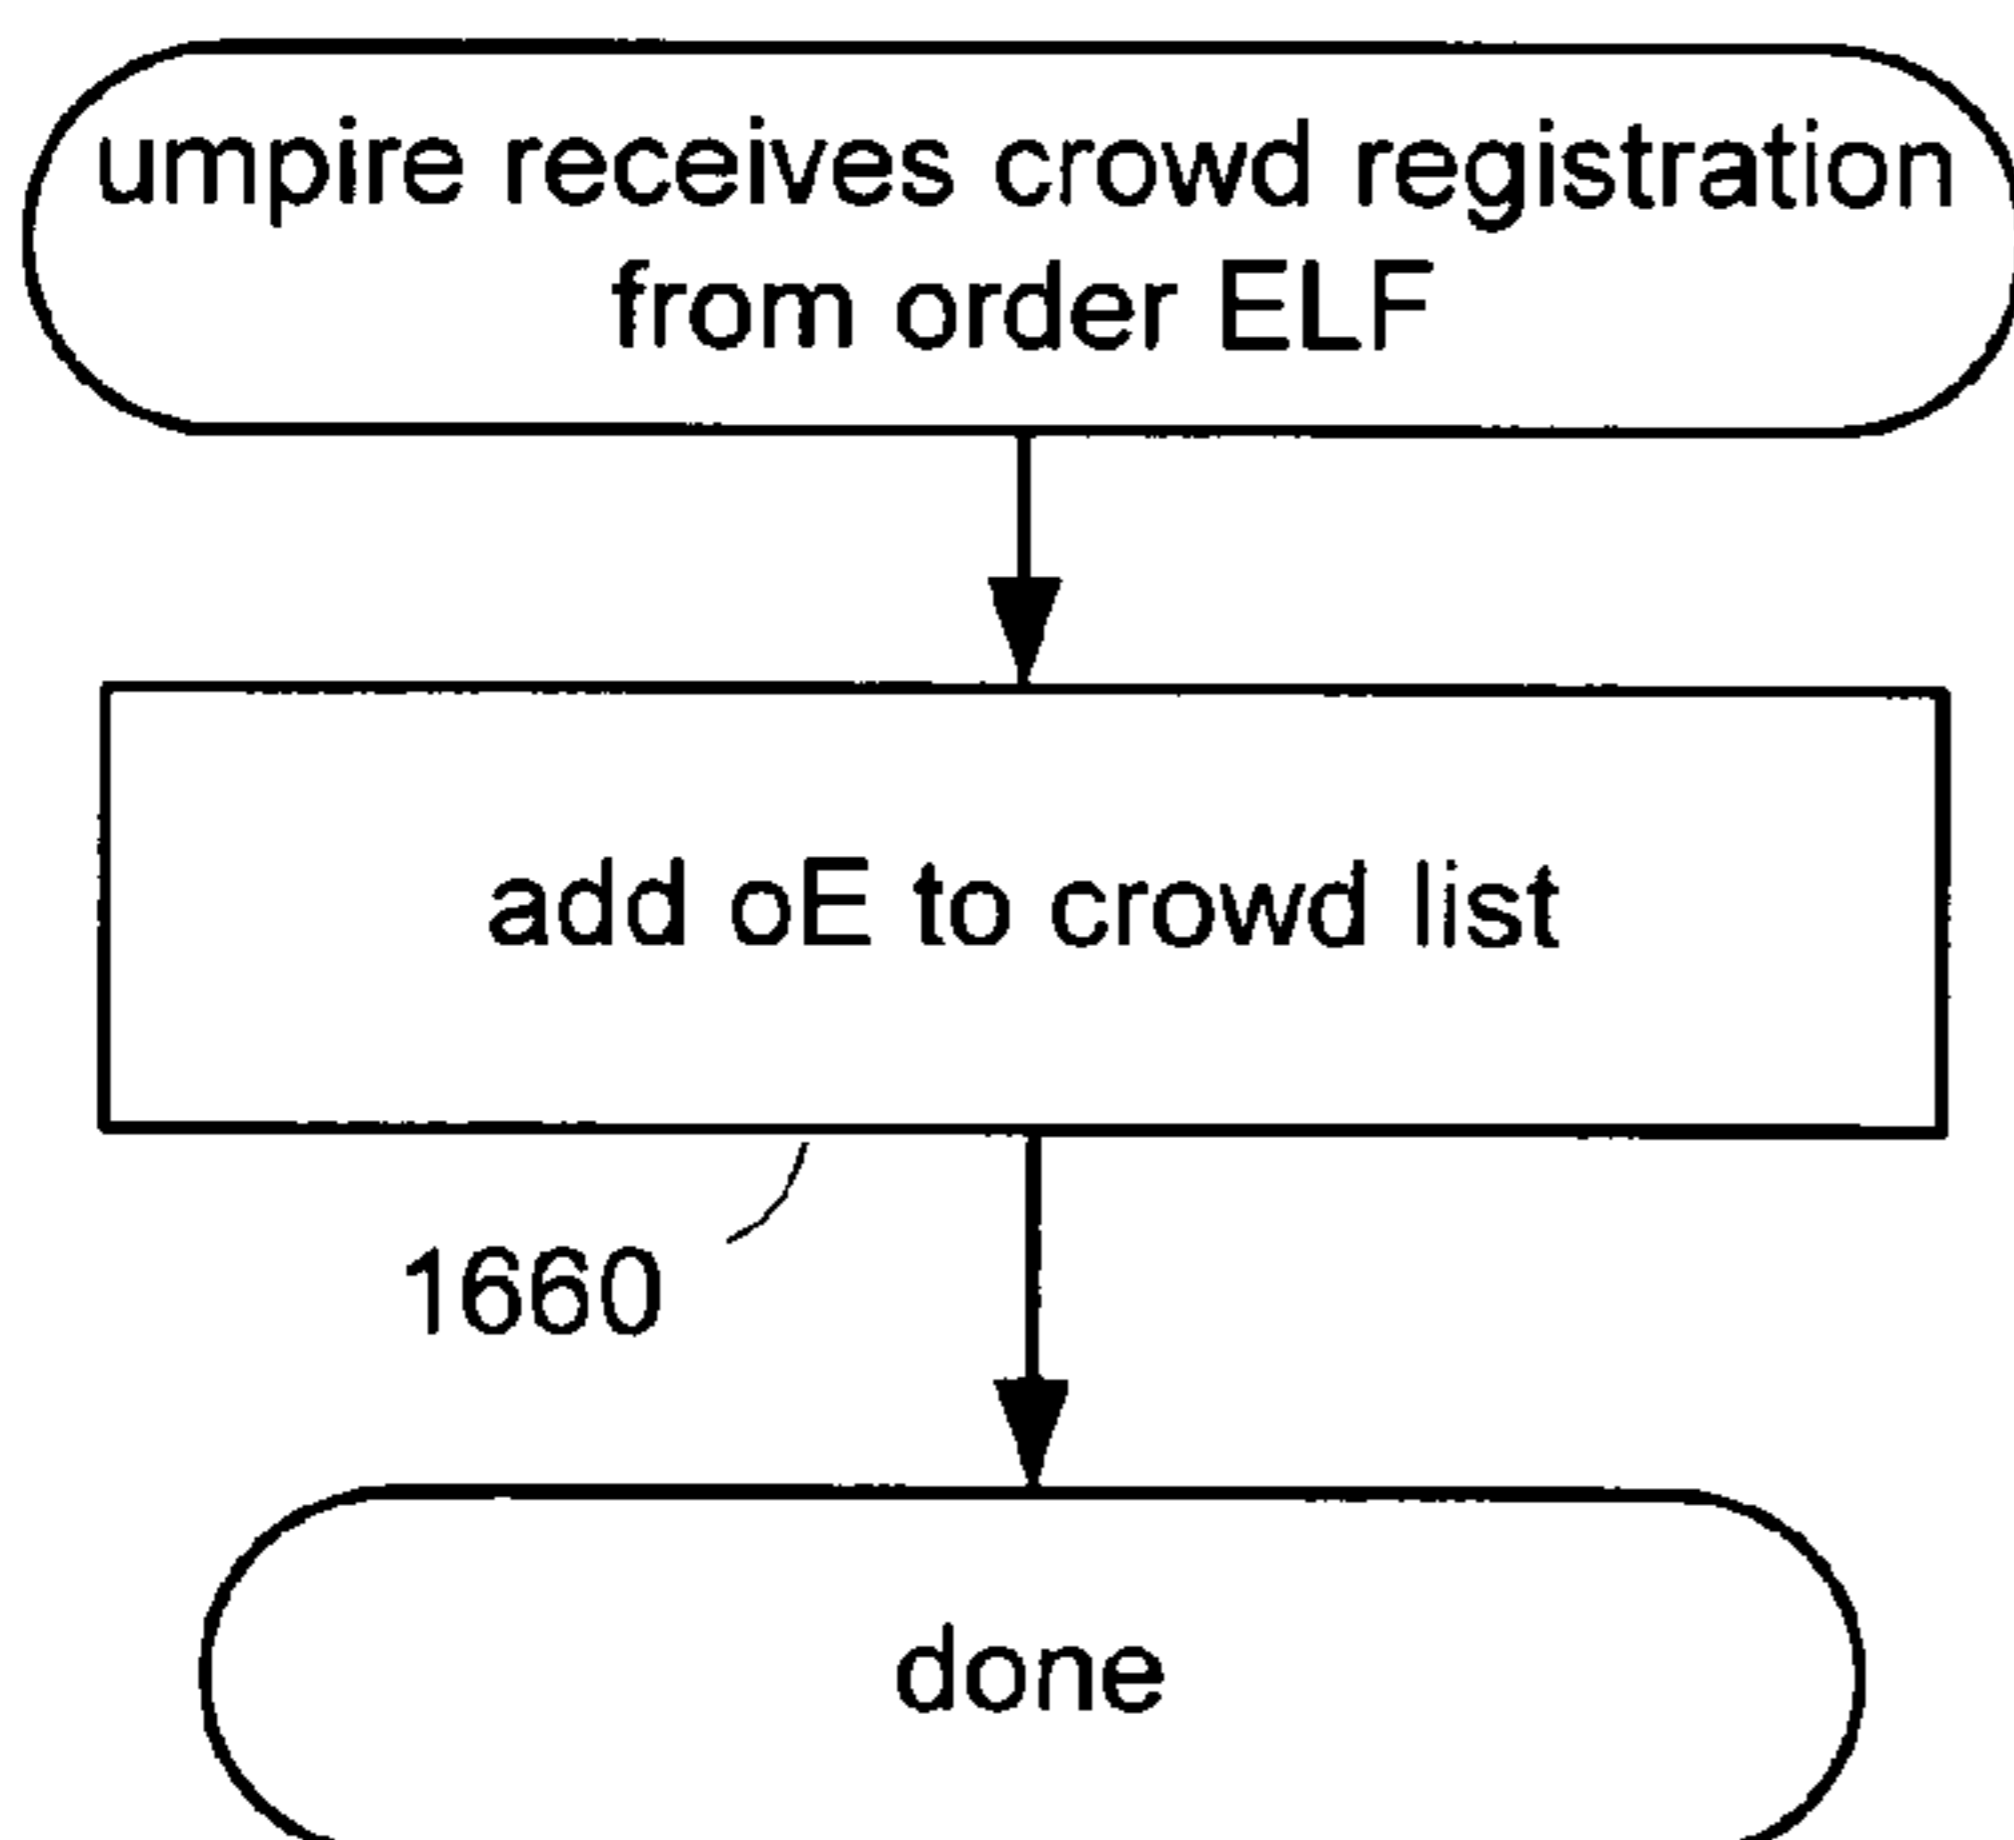 umpire receives crowd registration
from order ELF
add oE to crowd list
1660
done